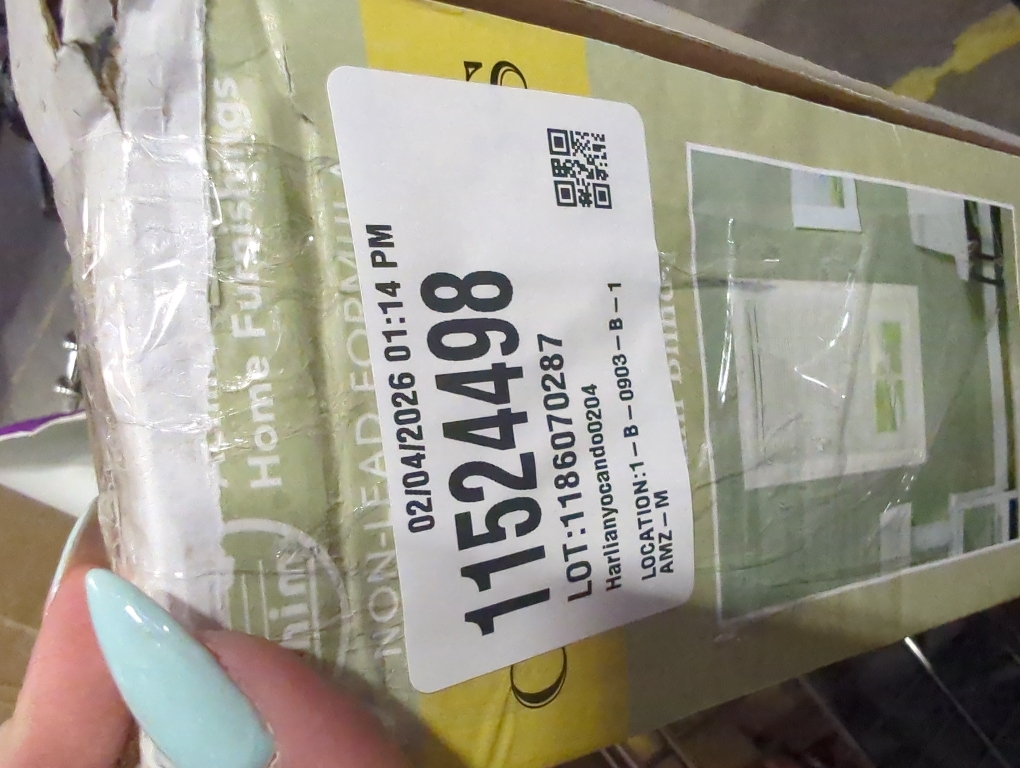 Home Furnishings
NON-LEAD FORMULA
02/04/2026 01:14 PM
11524498
LOT:1186070287
Harlianyocando0204
LOCATION:1-B-0903-B-1
AMZ-M